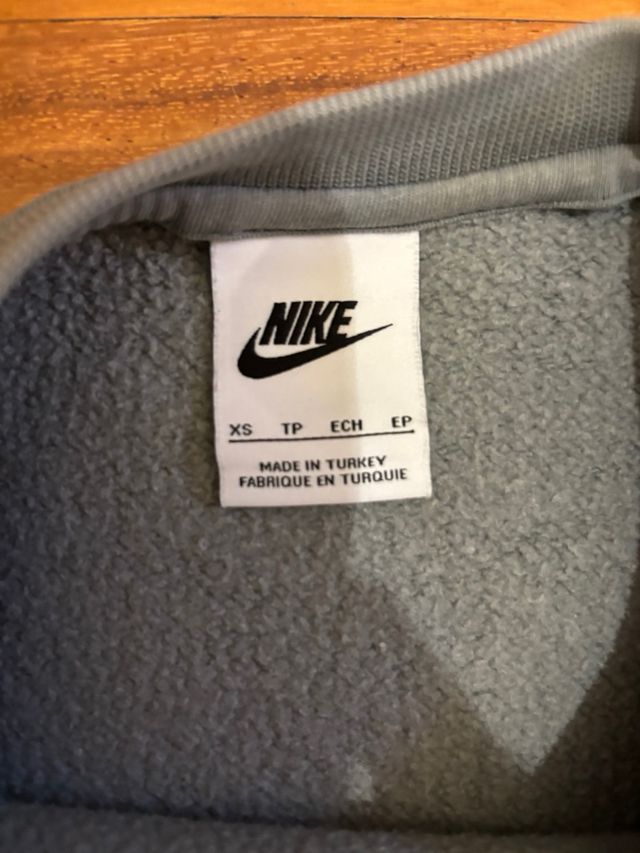 NIKE
XS TP ECH EP
MADE IN TURKEY
FABRIQUE EN TURQUIE